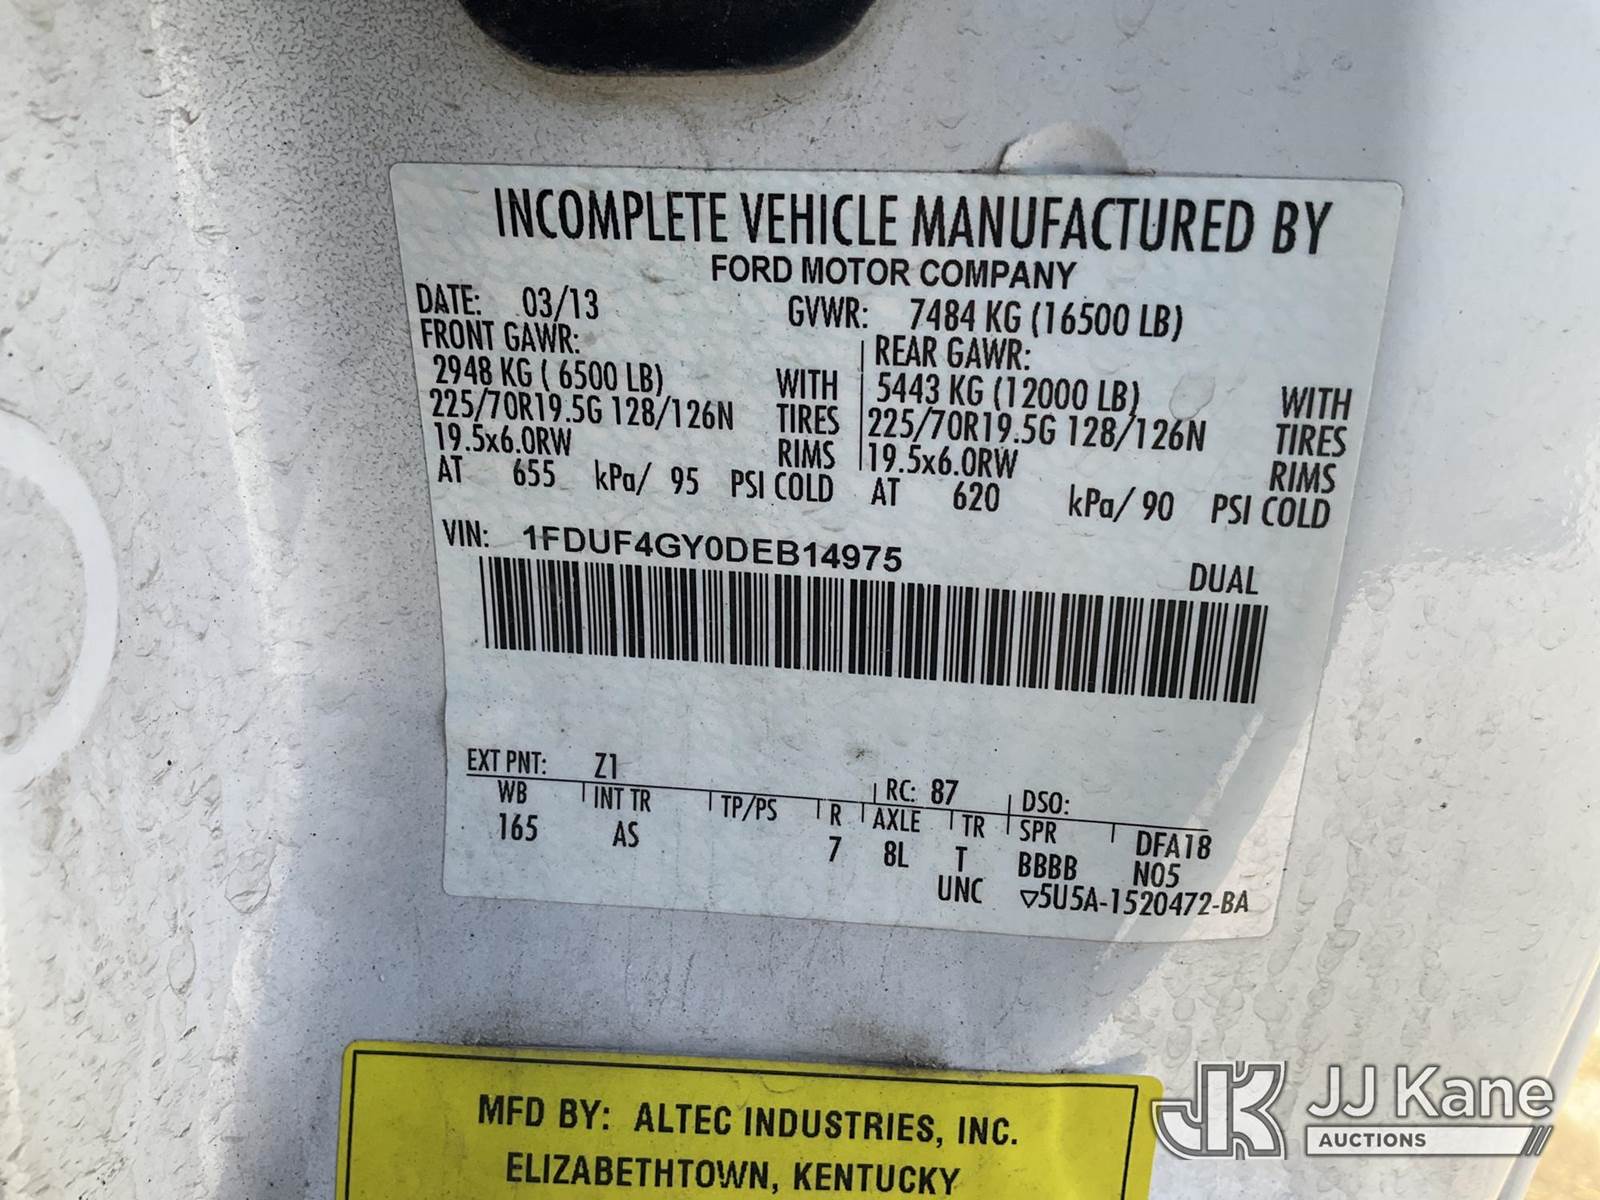 INCOMPLETE VEHICLE MANUFACTURED BY
FORD MOTOR COMPANY
DATE: 03/13 GVWR: 7484 KG (16500 LB)
FRONT GAWR: REAR GAWR:
2948 KG ( 6500 LB) WITH 5443 KG (12000 LB) WITH
225/70R19.5G 128/126N TIRES 225/70R19.5G 128/126N TIRES
19.5x6.0RW RIMS 19.5x6.0RW RIMS
AT 655 kPa/ 95 PSI COLD AT 620 kPa/ 90 PSI COLD
VIN: 1FDUF4GY0DEB14975
DUAL
EXT PNT: Z1 RC: 87 DSO:
WB INT TR TP/PS R AXLE TR SPR DFA18
165 AS 7 8L T BBBB N05
UNC ▽5U5A-1520472-BA
MFD BY: ALTEC INDUSTRIES, INC.
ELIZABETHTOWN, KENTUCKY
JK JJ Kane
AUCTIONS